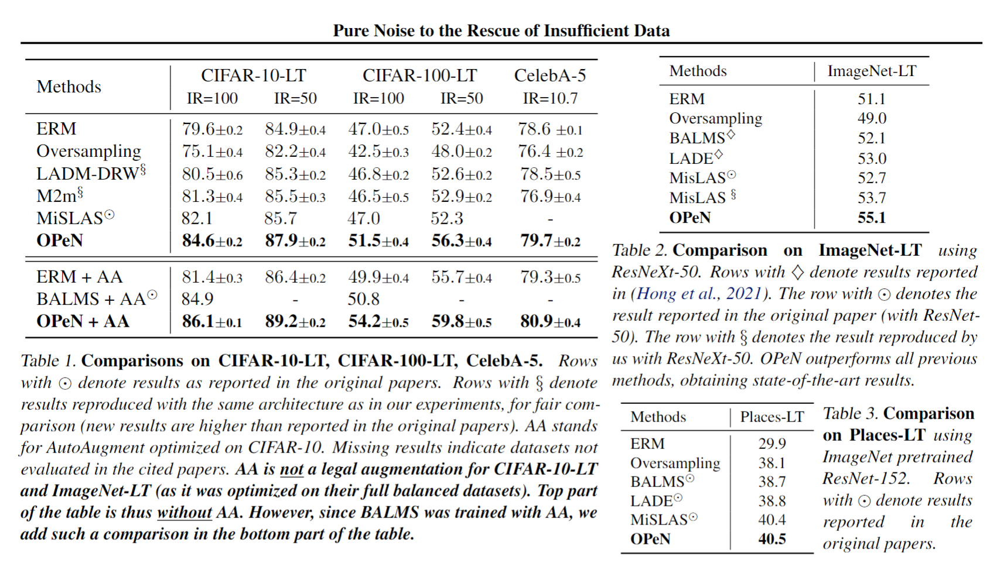 Pure Noise to the Rescue of Insufficient Data
Methods CIFAR-10-LT CIFAR-100-LT CelebA-5
IR=100 IR=50 IR=100 IR=50 IR=10.7
ERM 79.6±0.2 84.9±0.4 47.0±0.5 52.4±0.4 78.6 ±0.1
Oversampling 75.1±0.4 82.2±0.4 42.5±0.3 48.0±0.2 76.4 ±0.2
LADM-DRW§ 80.5±0.6 85.3±0.2 46.8±0.2 52.6±0.2 78.5±0.5
M2m§ 81.3±0.4 85.5±0.3 46.5±0.5 52.9±0.2 76.9±0.4
MiSLAS⊙ 82.1 85.7 47.0 52.3 -
OPeN 84.6±0.2 87.9±0.2 51.5±0.4 56.3±0.4 79.7±0.2
ERM + AA 81.4±0.3 86.4±0.2 49.9±0.4 55.7±0.4 79.3±0.5
BALMS + AA⊙ 84.9 - 50.8 - -
OPeN + AA 86.1±0.1 89.2±0.2 54.2±0.5 59.8±0.5 80.9±0.4
Table 1. Comparisons on CIFAR-10-LT, CIFAR-100-LT, CelebA-5. Rows
with ⊙ denote results as reported in the original papers. Rows with § denote
results reproduced with the same architecture as in our experiments, for fair com-
parison (new results are higher than reported in the original papers). AA stands
for AutoAugment optimized on CIFAR-10. Missing results indicate datasets not
evaluated in the cited papers. AA is not a legal augmentation for CIFAR-10-LT
and ImageNet-LT (as it was optimized on their full balanced datasets). Top part
of the table is thus without AA. However, since BALMS was trained with AA, we
add such a comparison in the bottom part of the table.
Methods ImageNet-LT
ERM 51.1
Oversampling 49.0
BALMS♢ 52.1
LADE♢ 53.0
MisLAS⊙ 52.7
MisLAS § 53.7
OPeN 55.1
Table 2. Comparison on ImageNet-LT using
ResNeXt-50. Rows with ♢ denote results reported
in (Hong et al., 2021). The row with ⊙ denotes the
result reported in the original paper (with ResNet-
50). The row with § denotes the result reproduced by
us with ResNeXt-50. OPeN outperforms all previous
methods, obtaining state-of-the-art results.
Methods Places-LT
ERM 29.9
Oversampling 38.1
BALMS⊙ 38.7
LADE⊙ 38.8
MiSLAS⊙ 40.4
OPeN 40.5
Table 3. Comparison
on Places-LT using
ImageNet pretrained
ResNet-152. Rows
with ⊙ denote results
reported in the
original papers.